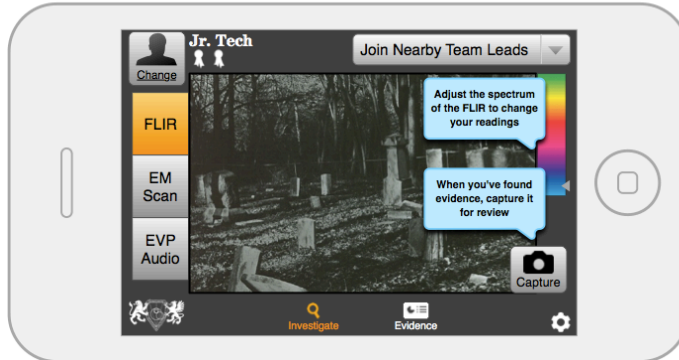 Jr. Tech
Join Nearby Team Leads
Change
FLIR
EM
Scan
EVP
Audio
Adjust the spectrum
of the FLIR to change
your readings
When you've found
evidence, capture it
for review
Capture
Investigate
Evidence